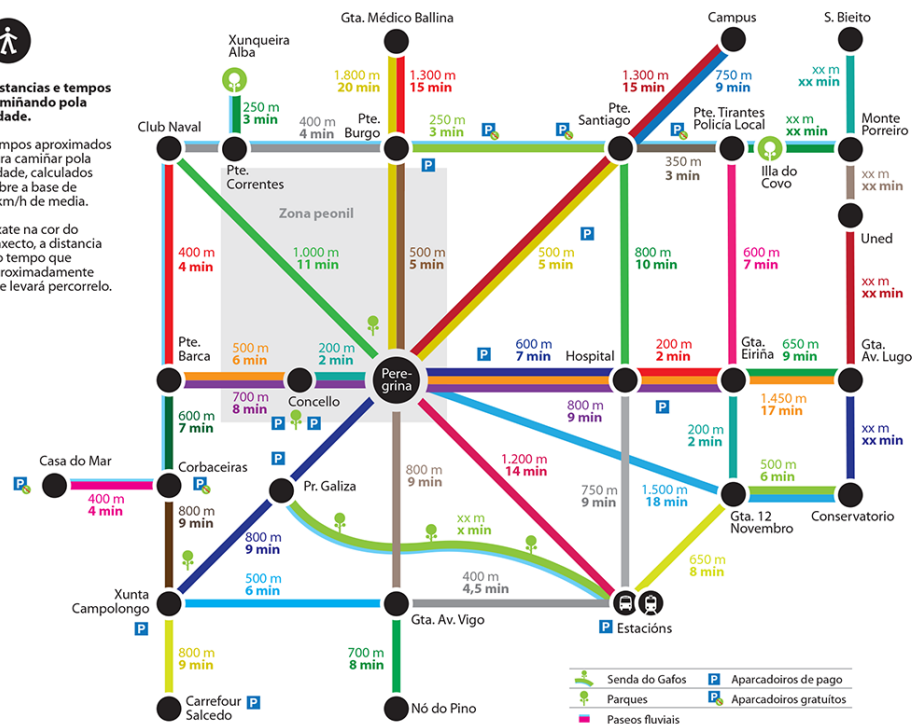 Gta. Médico Ballina
Campus
S. Bieito
Xunqueira
Alba
istancias e tempos
miñando pola
dade.
1.800 m
20 min
1.300 m
15 min
1.300 m
15 min
750 m
9 min
xx m
xx min
250 m
3 min
Club Naval
400 m
4 min
Pte.
Burgo
250 m
3 min
P
P
Pte.
Santiago
P
Pte. Tirantes
Policía Local
xx m
xx min
Monte
Porreiro
mpos aproximados
ra camiñar pola
dade, calculados
bre a base de
km/h de media.
Pte.
Correntes
P
350 m
3 min
Illa do
Covo
xx m
xx min
Zona peonil
P
Uned
xate na cor do
axecto, a distancia
o tempo que
roximadamente
e levará percorrelo.
400 m
4 min
1.000 m
11 min
500 m
5 min
500 m
5 min
800 m
10 min
600 m
7 min
xx m
xx min
Pte.
Barca
500 m
6 min
200 m
2 min
P
600 m
7 min
Hospital
200 m
2 min
Gta.
Eiriña
650 m
9 min
Gta.
Av. Lugo
Pere-
grina
700 m
8 min
Concello
800 m
9 min
P
1.450 m
17 min
600 m
7 min
P
P
200 m
2 min
xx m
xx min
Casa do Mar
P
Corbaceiras
P
P
800 m
9 min
1.200 m
14 min
500 m
6 min
400 m
4 min
Pr. Galiza
750 m
9 min
1.500 m
18 min
Gta. 12
Novembro
Conservatorio
800 m
9 min
800 m
9 min
xx m
x min
650 m
8 min
Xunta
Campolongo
500 m
6 min
400 m
4,5 min
P
Gta. Av. Vigo
P
Estacións
800 m
9 min
700 m
8 min
Senda do Gafos
P
Aparcadoiros de pago
Parques
P
Aparcadoiros gratuítos
Paseos fluviais
Carrefour
Salcedo
P
Nó do Pino